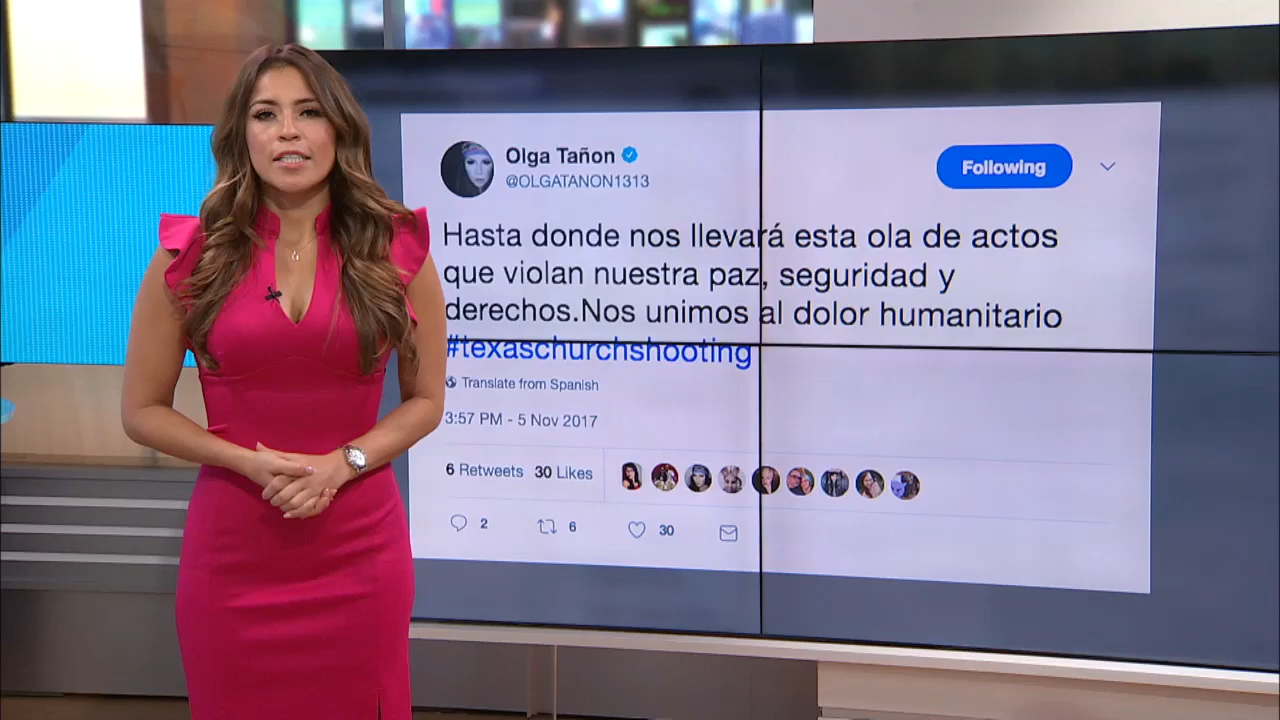 Olga Tañon
@OLGATANON1313
Following
Hasta donde nos llevará esta ola de actos
que violan nuestra paz, seguridad y
derechos.Nos unimos al dolor humanitario
#texaschurchshooting
Translate from Spanish
3:57 PM - 5 Nov 2017
6 Retweets 30 Likes
2 6 30